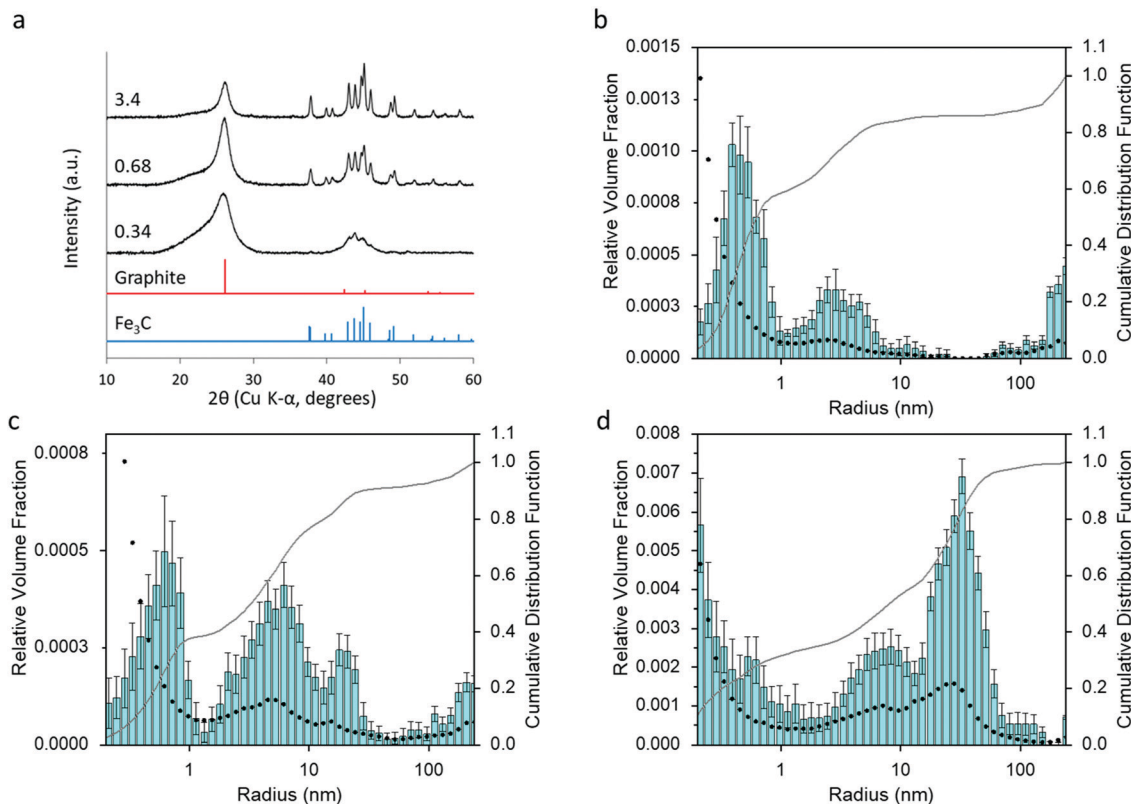 a
3.4
0.68
0.34
Graphite
Fe₃C
Intensity (a.u.)
10 20 30 40 50 60
2θ (Cu K-α, degrees)
b
0.0015
0.0013
0.0010
0.0008
0.0005
0.0003
0.0000
Relative Volume Fraction
1.1
1.0
0.8
0.6
0.4
0.2
0.0
Cumulative Distribution Function
1 10 100
Radius (nm)
c
0.0008
0.0005
0.0003
0.0000
Relative Volume Fraction
1.1
1.0
0.8
0.6
0.4
0.2
0.0
Cumulative Distribution Function
1 10 100
Radius (nm)
d
0.008
0.007
0.006
0.005
0.004
0.003
0.002
0.001
0.000
Relative Volume Fraction
1.1
1.0
0.8
0.6
0.4
0.2
0.0
Cumulative Distribution Function
1 10 100
Radius (nm)